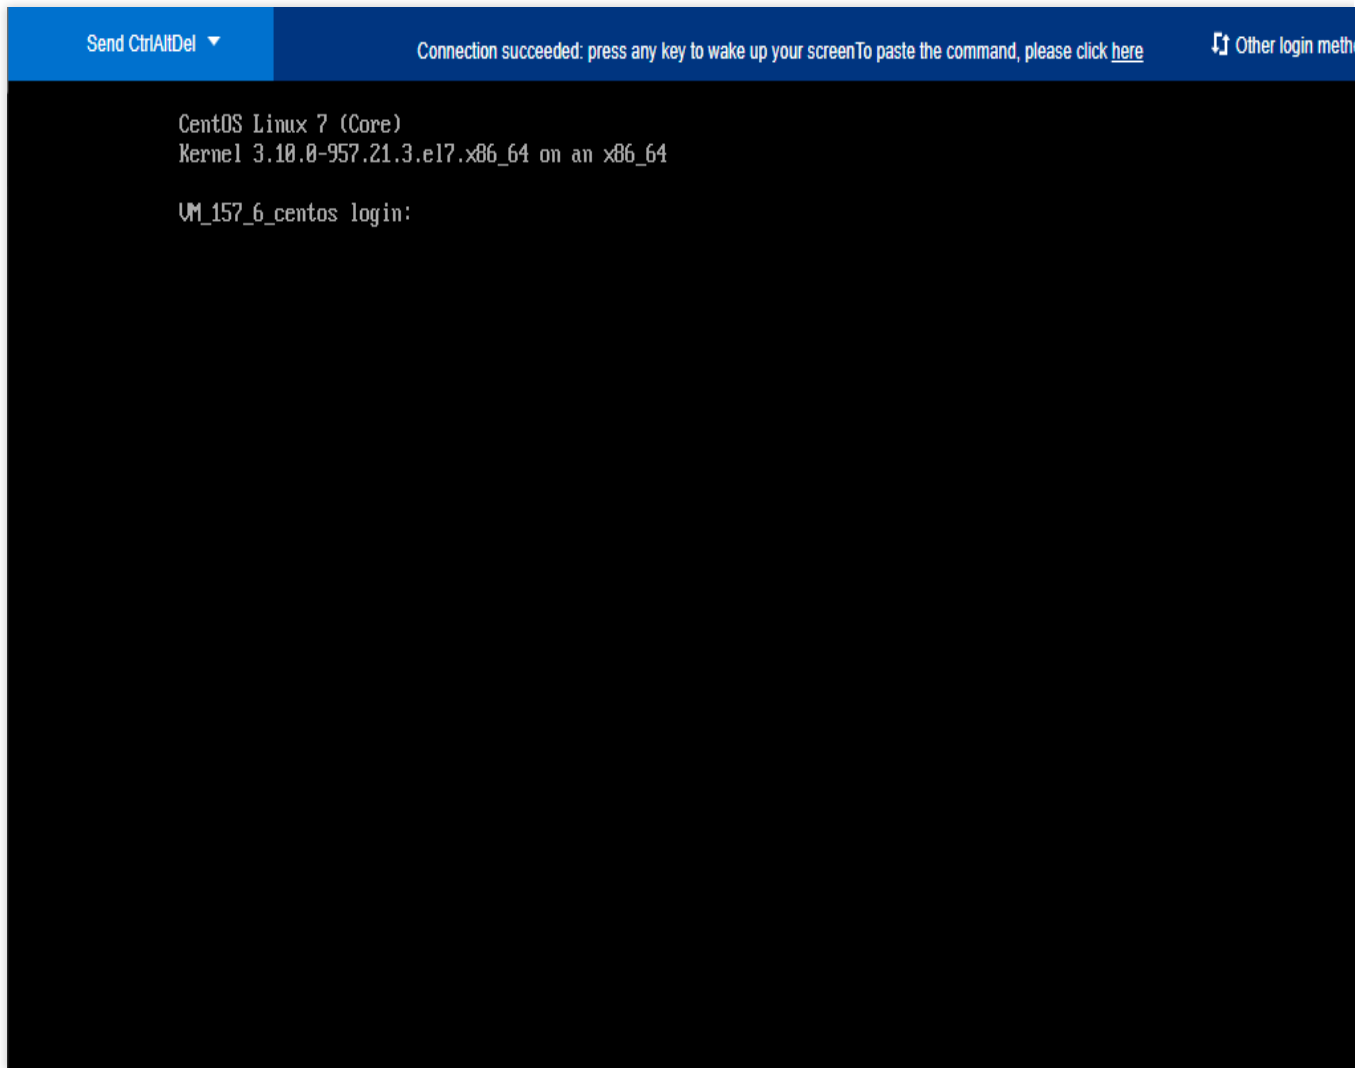 Send CtrlAltDel
Connection succeeded: press any key to wake up your screenTo paste the command, please click here
Other login meth
CentOS Linux 7 (Core)
Kernel 3.10.0-957.21.3.el7.x86_64 on an x86_64
VM_157_6_centos login: